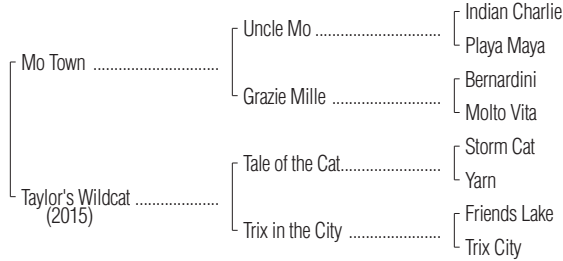 Indian Charlie
Uncle Mo
Playa Maya
Mo Town
Bernardini
Grazie Mille
Molto Vita
Storm Cat
Tale of the Cat
Yarn
Taylor's Wildcat
(2015)
Friends Lake
Trix in the City
Trix City